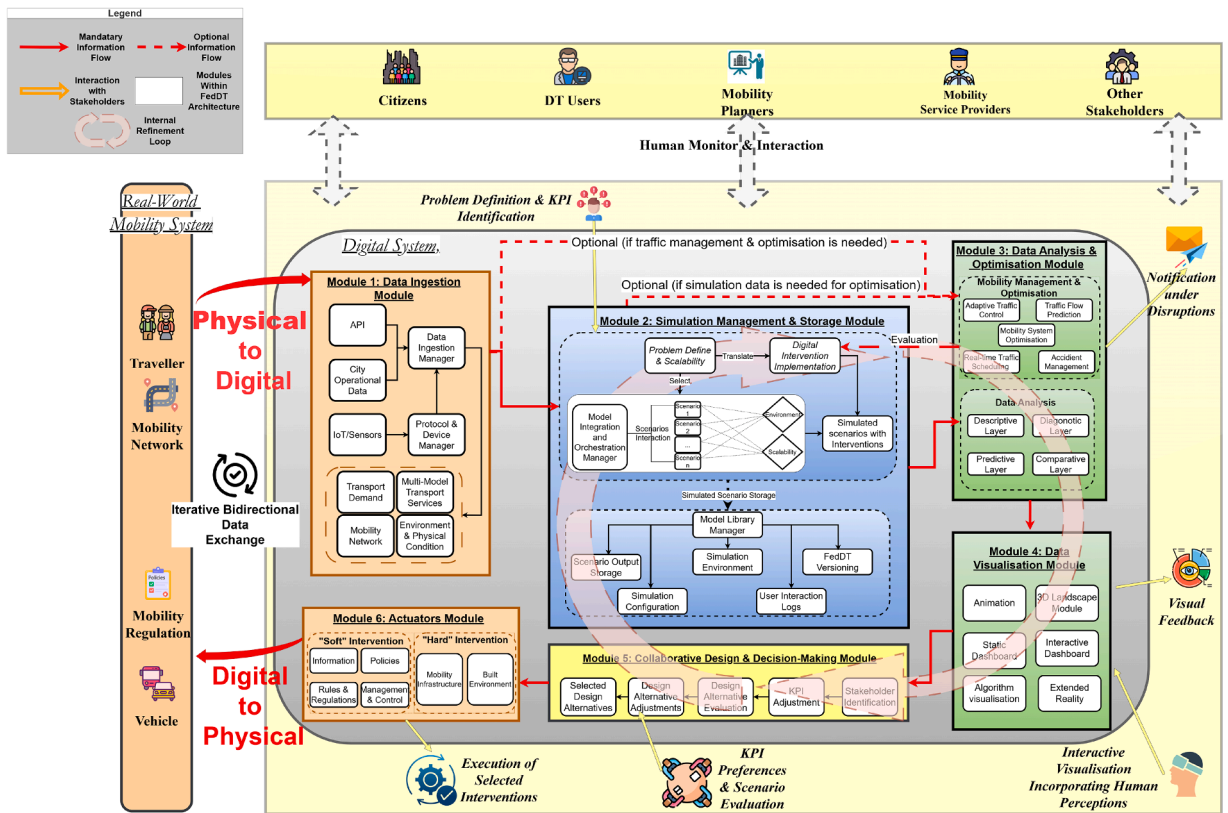 Legend
Mandatary
Information
Flow
Optional
Information
Flow
Interaction
with
Stakeholders
Modules
Within
FedDT
Architecture
Internal
Refinement
Loop
Citizens
DT Users
Mobility
Planners
Mobility
Service Providers
Other
Stakeholders
Human Monitor & Interaction
Real-World
Mobility System
Traveller
Mobility
Network
Iterative Bidirectional
Data
Exchange
Policies
Mobility
Regulation
Vehicle
Physical
to
Digital
Digital
to
Physical
Problem Definition & KPI
Identification
Digital System,
Optional (if traffic management & optimisation is needed)
Optional (if simulation data is needed for optimisation)
Module 1: Data Ingestion
Module
API
City
Operational
Data
IoT/Sensors
Data
Ingestion
Manager
Protocol &
Device
Manager
Transport
Demand
Multi-Model
Transport
Services
Mobility
Network
Environment
& Physical
Condition
Module 2: Simulation Management & Storage Module
Problem Define
& Scalability
Translate
Digital
Intervention
Implementation
Evaluation
Select
Model
Integration
and
Orchestration
Manager
Scenarios
Interaction
Scenario
1
Scenario
2
...
Scenario
n
Environment
Scalability
Simulated
scenarios with
Interventions
Simulated Scenario Storage
Model Library
Manager
Scenario Output
Storage
Simulation
Environment
FedDT
Versioning
Simulation
Configuration
User Interaction
Logs
Module 3: Data Analysis &
Optimisation Module
Mobility Management
& Optimisation
Adaptive Traffic
Control
Traffic Flow
Prediction
Mobility System
Optimisation
Real-time Traffic
Scheduling
Accident
Management
Data Analysis
Descriptive
Layer
Diagonotic
Layer
Predictive
Layer
Comparative
Layer
Notification
under
Disruptions
Module 4: Data
Visualisation Module
Animation
3D Landscape
Module
Static
Dashboard
Interactive
Dashboard
Algorithm
visualisation
Extended
Reality
Visual
Feedback
Module 5: Collaborative Design & Decision-Making Module
Selected
Design
Alternatives
Design
Alternative
Adjustments
Design
Alternative
Evaluation
KPI
Adjustment
Stakeholder
Identification
Module 6: Actuators Module
"Soft" Intervention
"Hard" Intervention
Information
Policies
Rules &
Regulations
Management
& Control
Mobility
Infrastructure
Built
Environment
Execution of
Selected
Interventions
KPI
Preferences
& Scenario
Evaluation
Interactive
Visualisation
Incorporating Human
Perceptions